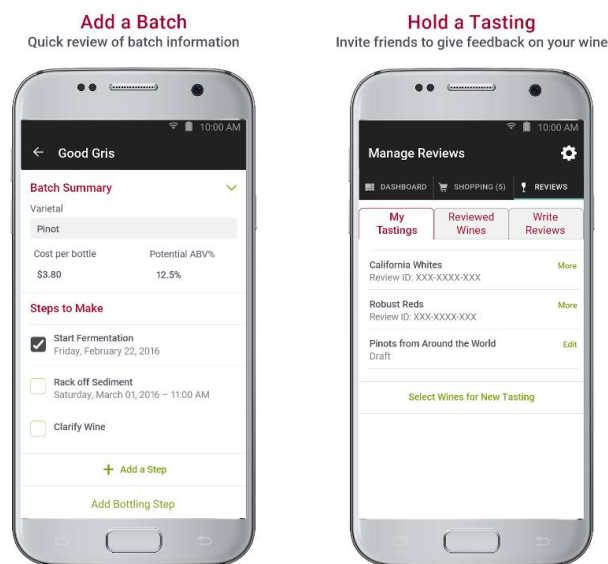 Add a Batch
Quick review of batch information
10:00 AM
Good Gris
Batch Summary
Varietal
Pinot
Cost per bottle Potential ABV%
$3.80 12.5%
Steps to Make
Start Fermentation
Friday, February 22, 2016
Rack off Sediment
Saturday, March 01, 2016 – 11:00 AM
Clarify Wine
+ Add a Step
Add Bottling Step
Hold a Tasting
Invite friends to give feedback on your wine
10:00 AM
Manage Reviews
DASHBOARD SHOPPING (5) REVIEWS
My Tastings
Reviewed Wines
Write Reviews
California Whites More
Review ID: XXX-XXXX-XXX
Robust Reds More
Review ID: XXX-XXXX-XXX
Pinots from Around the World Edit
Draft
Select Wines for New Tasting